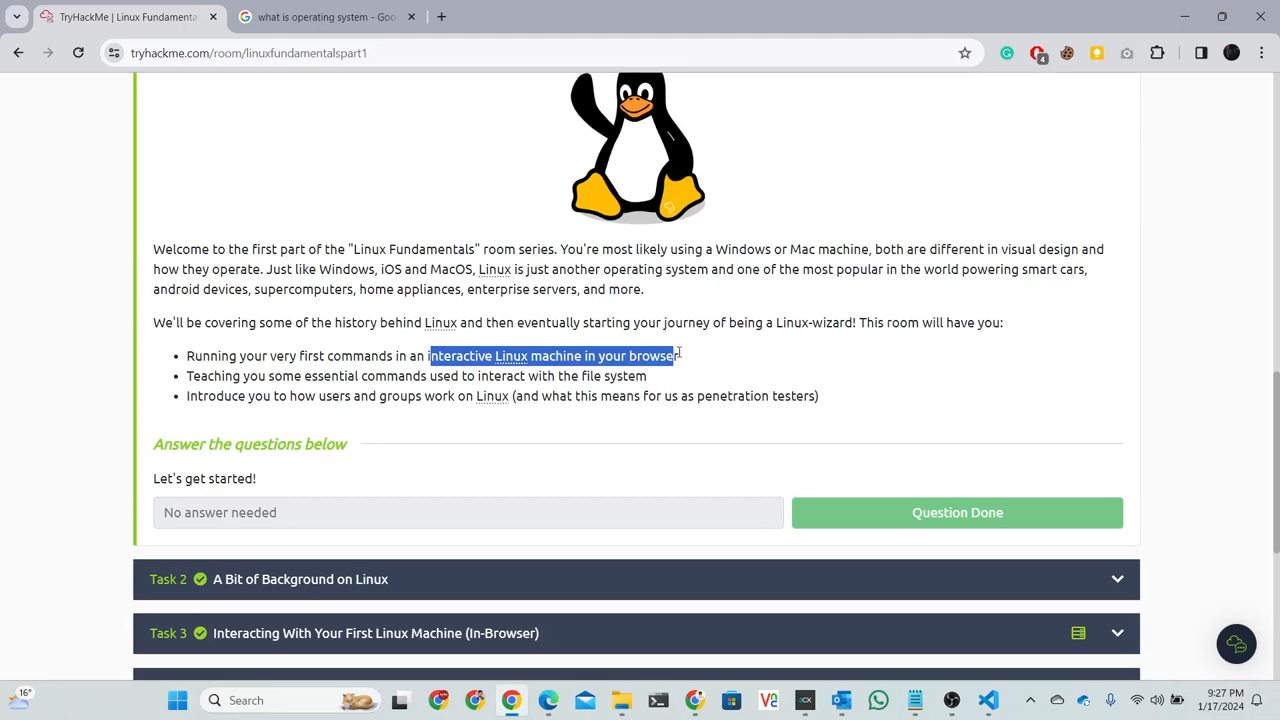 TryHackMe | Linux Fundamentals
what is operating system - Goo
tryhackme.com/room/linuxfundamentalspart1
4
Welcome to the first part of the "Linux Fundamentals" room series. You're most likely using a Windows or Mac machine, both are different in visual design and
how they operate. Just like Windows, iOS and MacOS, Linux is just another operating system and one of the most popular in the world powering smart cars,
android devices, supercomputers, home appliances, enterprise servers, and more.
We'll be covering some of the history behind Linux and then eventually starting your journey of being a Linux-wizard! This room will have you:
• Running your very first commands in an interactive Linux machine in your browser
• Teaching you some essential commands used to interact with the file system
• Introduce you to how users and groups work on Linux (and what this means for us as penetration testers)
Answer the questions below
Let's get started!
No answer needed
Question Done
Task 2 A Bit of Background on Linux
Task 3 Interacting With Your First Linux Machine (In-Browser)
16°
Search
9:27 PM
1/17/2024